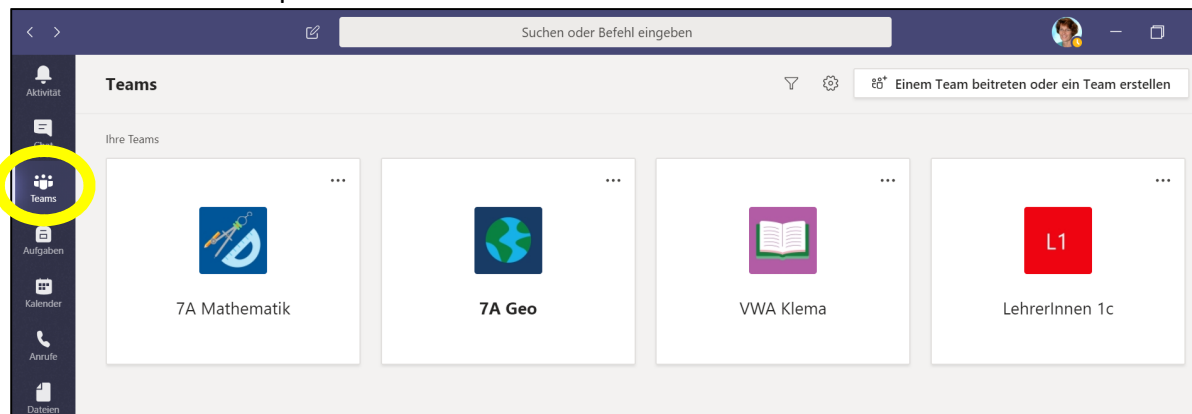 Suchen oder Befehl eingeben
Aktivität
Teams
Einem Team beitreten oder ein Team erstellen
Chat
Ihre Teams
Teams
Aufgaben
L1
Kalender
7A Mathematik
7A Geo
VWA Klema
LehrerInnen 1c
Anrufe
Dateien